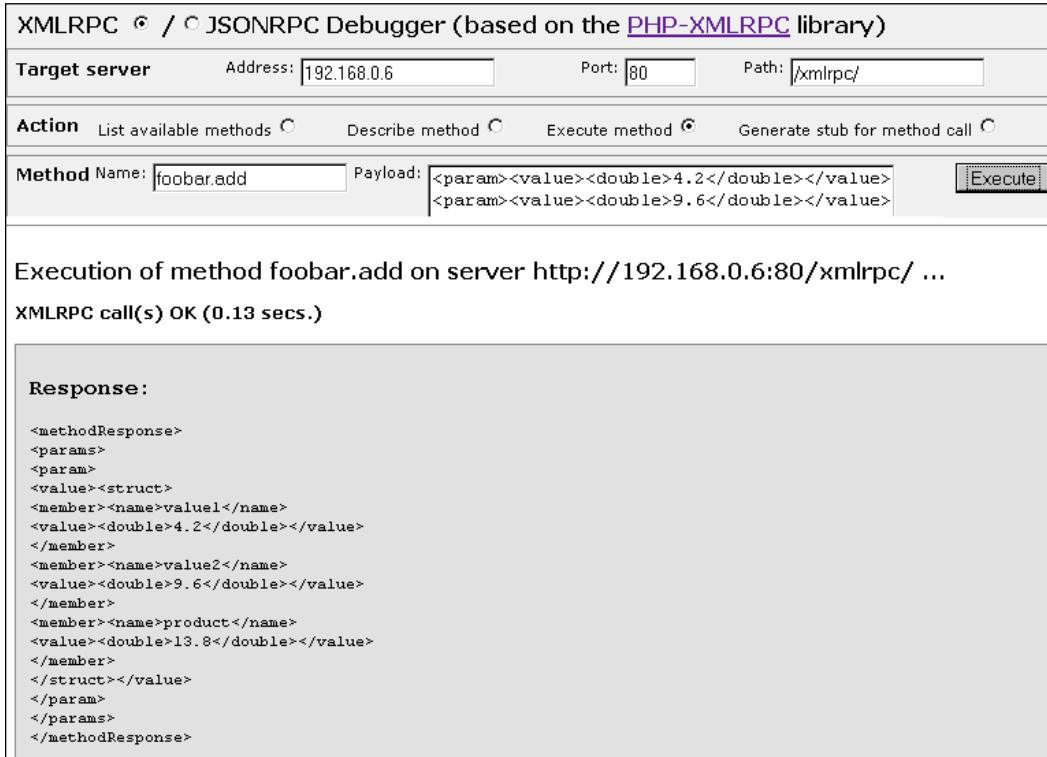 XMLRPC / JSONRPC Debugger (based on the PHP-XMLRPC library)
Target server Address: 192.168.0.6 Port: 80 Path: /xmlrpc/
Action List available methods Describe method Execute method Generate stub for method call
Method Name: foobar.add Payload: <param><value><double>4.2</double></value> Execute
<param><value><double>9.6</double></value>
Execution of method foobar.add on server http://192.168.0.6:80/xmlrpc/ ...
XMLRPC call(s) OK (0.13 secs.)
Response:
<methodResponse>
<params>
<param>
<value><struct>
<member><name>value1</name>
<value><double>4.2</double></value>
</member>
<member><name>value2</name>
<value><double>9.6</double></value>
</member>
<member><name>product</name>
<value><double>13.8</double></value>
</member>
</struct></value>
</param>
</params>
</methodResponse>